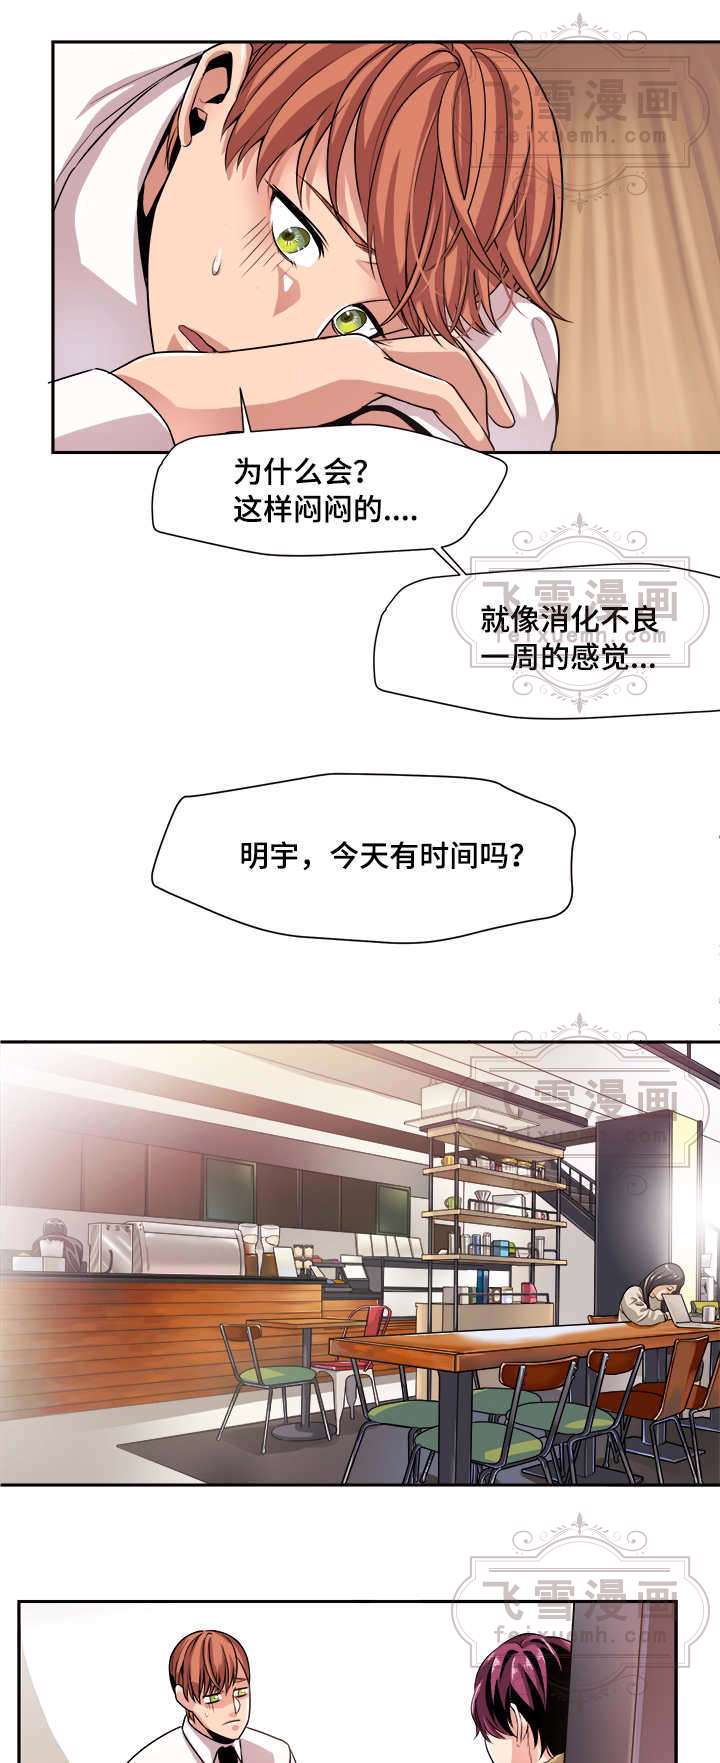 飞雪漫画
feixuemh.com
为什么会?
这样闷闷的....
飞雪漫画
feixuemh.com
就像消化不良
一周的感觉...
明宇，今天有时间吗?
飞雪漫画
feixuemh.com
飞雪漫画
feixuemh.com